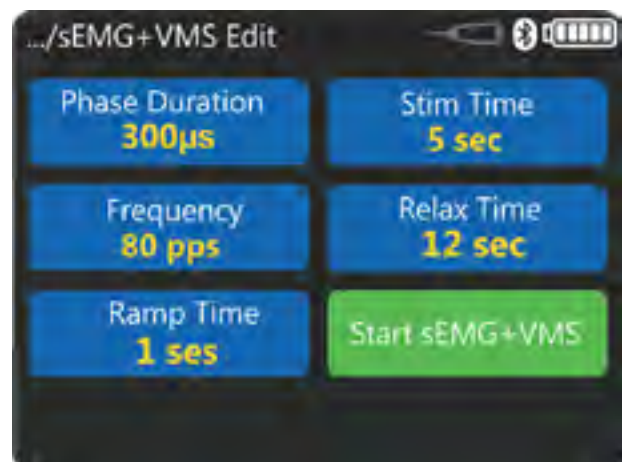 .../sEMG+VMS Edit
Phase Duration
300µs
Stim Time
5 sec
Frequency
80 pps
Relax Time
12 sec
Ramp Time
1 ses
Start sEMG+VMS